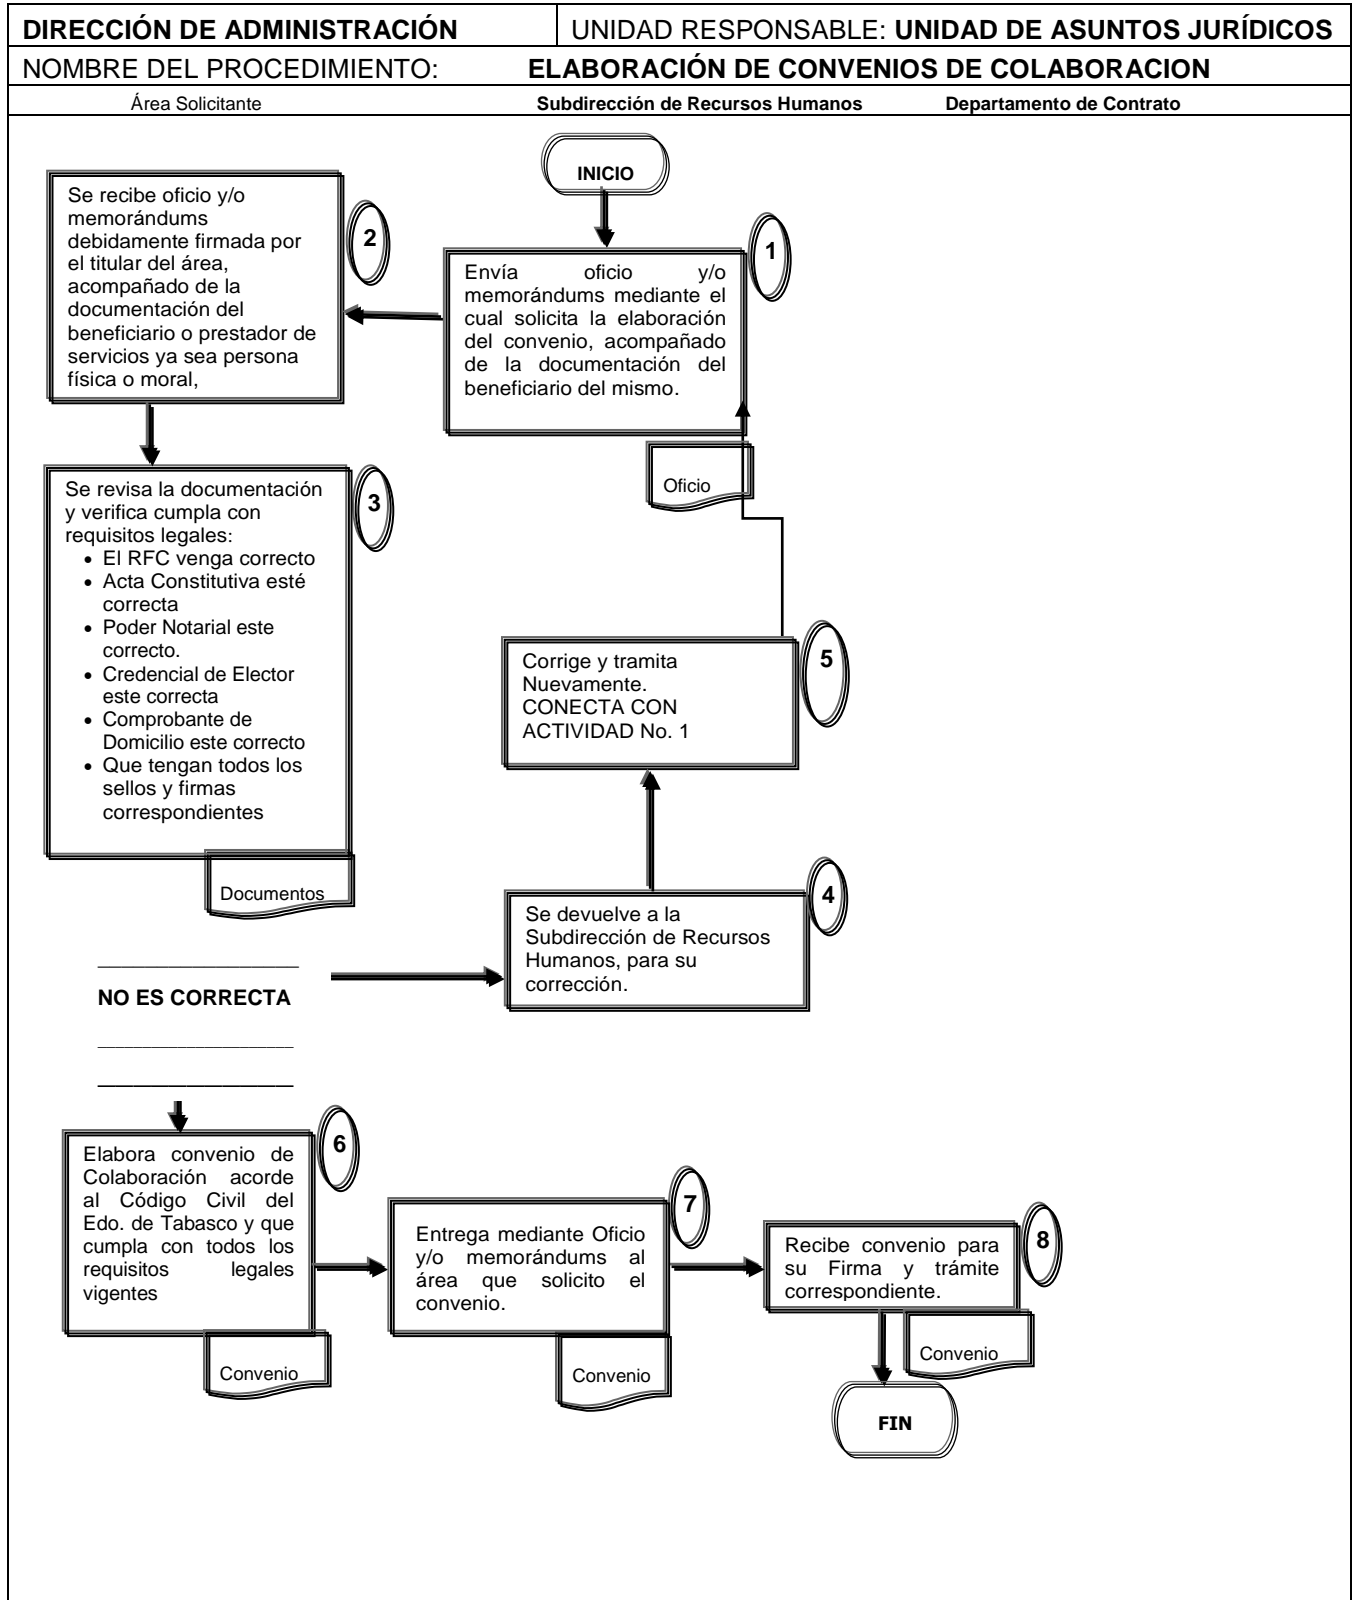 DIRECCIÓN DE ADMINISTRACIÓN
UNIDAD RESPONSABLE: UNIDAD DE ASUNTOS JURÍDICOS
NOMBRE DEL PROCEDIMIENTO: ELABORACIÓN DE CONVENIOS DE COLABORACION
Área Solicitante
Subdirección de Recursos Humanos
Departamento de Contrato
INICIO
1
Envía oficio y/o
memorándums mediante el
cual solicita la elaboración
del convenio, acompañado
de la documentación del
beneficiario del mismo.
Oficio
2
Se recibe oficio y/o
memorándums
debidamente firmada por
el titular del área,
acompañado de la
documentación del
beneficiario o prestador de
servicios ya sea persona
física o moral,
3
Se revisa la documentación
y verifica cumpla con
requisitos legales:
• El RFC venga correcto
• Acta Constitutiva esté
correcta
• Poder Notarial este
correcto.
• Credencial de Elector
este correcta
• Comprobante de
Domicilio este correcto
• Que tengan todos los
sellos y firmas
correspondientes
Documentos
NO ES CORRECTA
4
Se devuelve a la
Subdirección de Recursos
Humanos, para su
corrección.
5
Corrige y tramita
Nuevamente.
CONECTA CON
ACTIVIDAD No. 1
6
Elabora convenio de
Colaboración acorde
al Código Civil del
Edo. de Tabasco y que
cumpla con todos los
requisitos legales
vigentes
Convenio
7
Entrega mediante Oficio
y/o memorándums al
área que solicito el
convenio.
Convenio
8
Recibe convenio para
su Firma y trámite
correspondiente.
Convenio
FIN